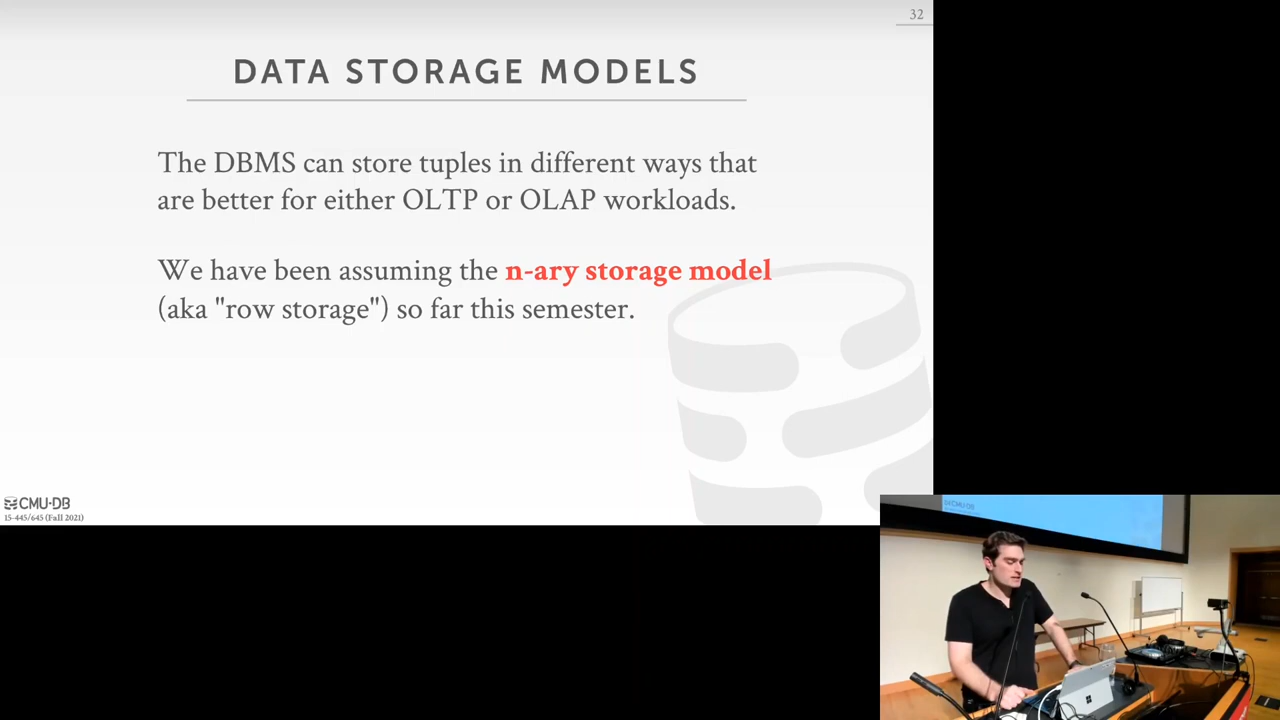 32
DATA STORAGE MODELS
The DBMS can store tuples in different ways that
are better for either OLTP or OLAP workloads.
We have been assuming the n-ary storage model
(aka "row storage") so far this semester.
CMU·DB
15-445/645 (Fall 2021)
CMU·DB